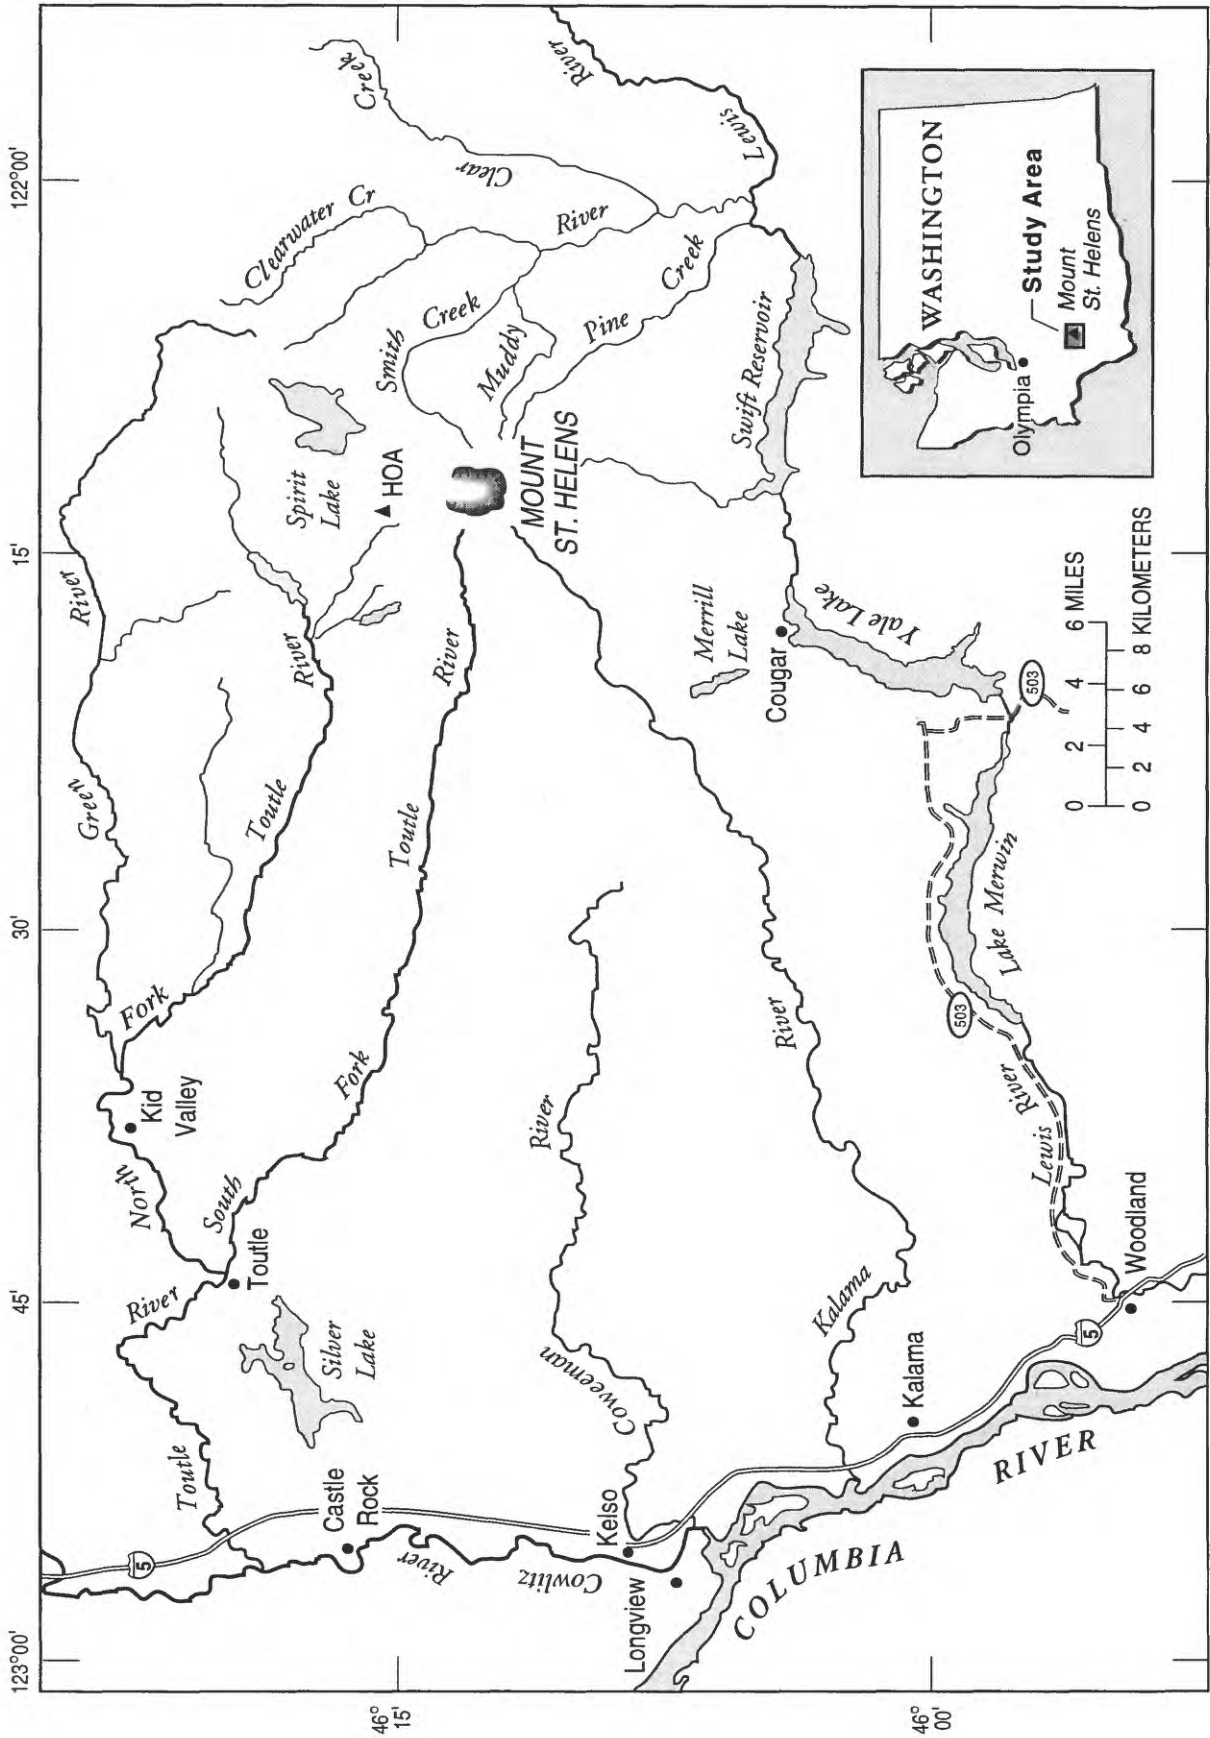 123°00'
45'
30'
15'
122°00'
46°
15'
46°
00'
Green
River
Clearwater Cr
Creek
Clear
River
Lewis
River
Spirit
Lake
HOA
Smith
Creek
Muddy
Pine
Creek
MOUNT
ST. HELENS
Swift Reservoir
North
Fork
Toutle
River
Kid
Valley
South
Fork
Toutle
River
Toutle
River
Toutle
Silver
Lake
Castle
Rock
5
Cowlitz
River
Kelso
Longview
Coweeman
River
Kalama
River
Kalama
Merrill
Lake
Cougar
Yale Lake
Lake Merwin
503
503
Lewis
River
Woodland
5
COLUMBIA
RIVER
0 2 4 6 MILES
0 2 4 6 8 KILOMETERS
WASHINGTON
Olympia
Study Area
Mount
St. Helens